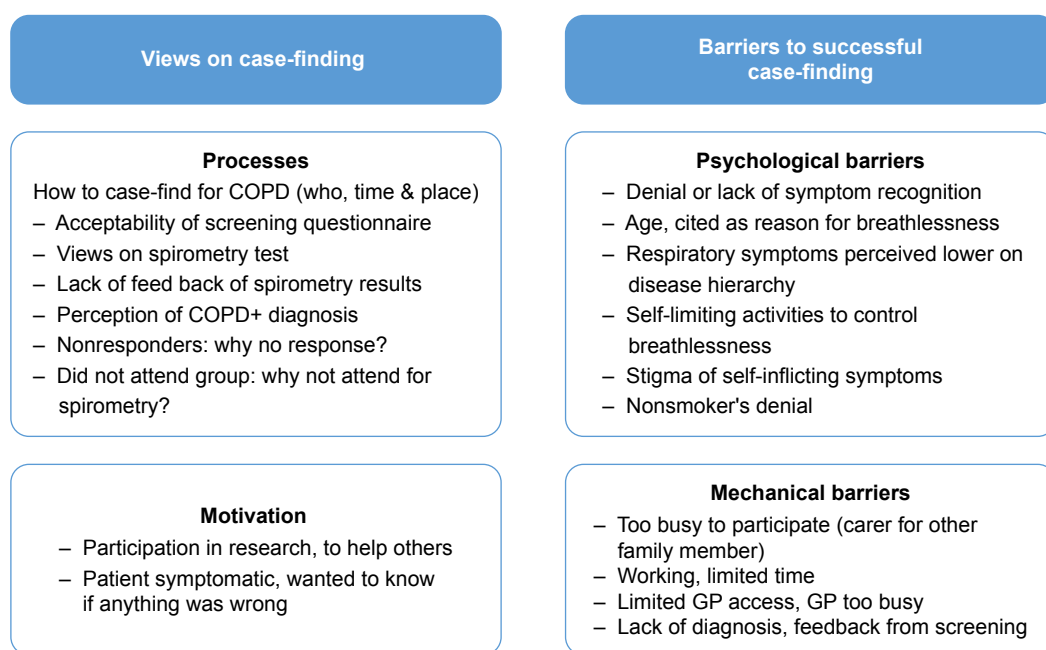 Views on case-finding
Processes
How to case-find for COPD (who, time & place)
– Acceptability of screening questionnaire
– Views on spirometry test
– Lack of feed back of spirometry results
– Perception of COPD+ diagnosis
– Nonresponders: why no response?
– Did not attend group: why not attend for
spirometry?
Motivation
– Participation in research, to help others
– Patient symptomatic, wanted to know
if anything was wrong
Barriers to successful
case-finding
Psychological barriers
– Denial or lack of symptom recognition
– Age, cited as reason for breathlessness
– Respiratory symptoms perceived lower on
disease hierarchy
– Self-limiting activities to control
breathlessness
– Stigma of self-inflicting symptoms
– Nonsmoker's denial
Mechanical barriers
– Too busy to participate (carer for other
family member)
– Working, limited time
– Limited GP access, GP too busy
– Lack of diagnosis, feedback from screening